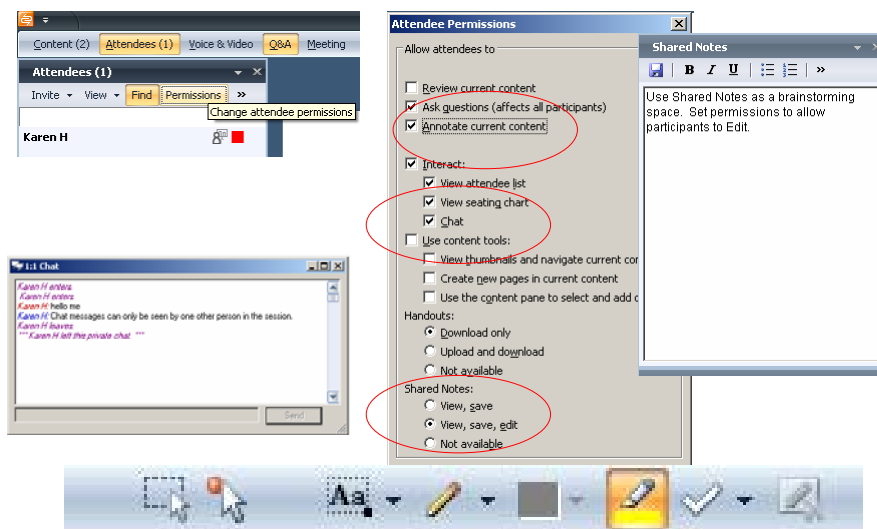 Content (2) Attendees (1) Voice & Video Q&A Meeting
Attendees (1)
Invite View Find Permissions »
Change attendee permissions
Karen H
Attendee Permissions
Allow attendees to
Review current content
Ask questions (affects all participants)
Annotate current content
Interact:
View attendee list
View seating chart
Chat
Use content tools:
View thumbnails and navigate current con
Create new pages in current content
Use the content pane to select and add c
Handouts:
Download only
Upload and download
Not available
Shared Notes:
View, save
View, save, edit
Not available
Shared Notes
B I U »
Use Shared Notes as a brainstorming
space. Set permissions to allow
participants to Edit.
1:1 Chat
Karen H enters.
Karen H enters.
Karen H: hello me
Karen H: Chat messages can only be seen by one other person in the session.
Karen H leaves.
*** Karen H left this private chat. ***
Send
Aa